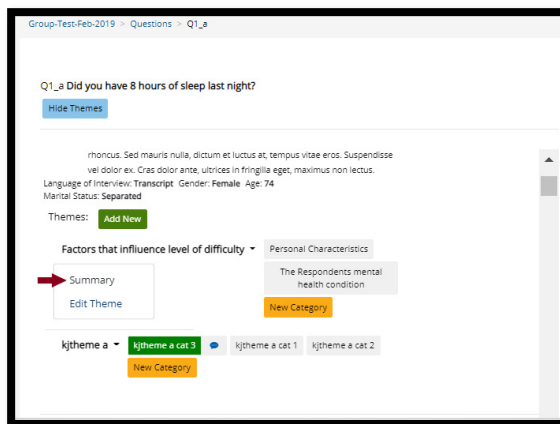 Group-Test-Feb-2019 > Questions > Q1_a
Q1_a Did you have 8 hours of sleep last night?
Hide Themes
rhoncus. Sed mauris nulla, dictum et luctus at, tempus vitae eros. Suspendisse
vel dolor ex. Cras dolor ante, ultrices in fringilla eget, maximus non lectus.
Language of Interview: Transcript Gender: Female Age: 74
Marital Status: Separated
Themes: Add New
Factors that infliuence level of difficulty Personal Characteristics
The Respondents mental
health condition
Summary
Edit Theme
New Category
kjtheme a kjtheme a cat 3 kjtheme a cat 1 kjtheme a cat 2
New Category